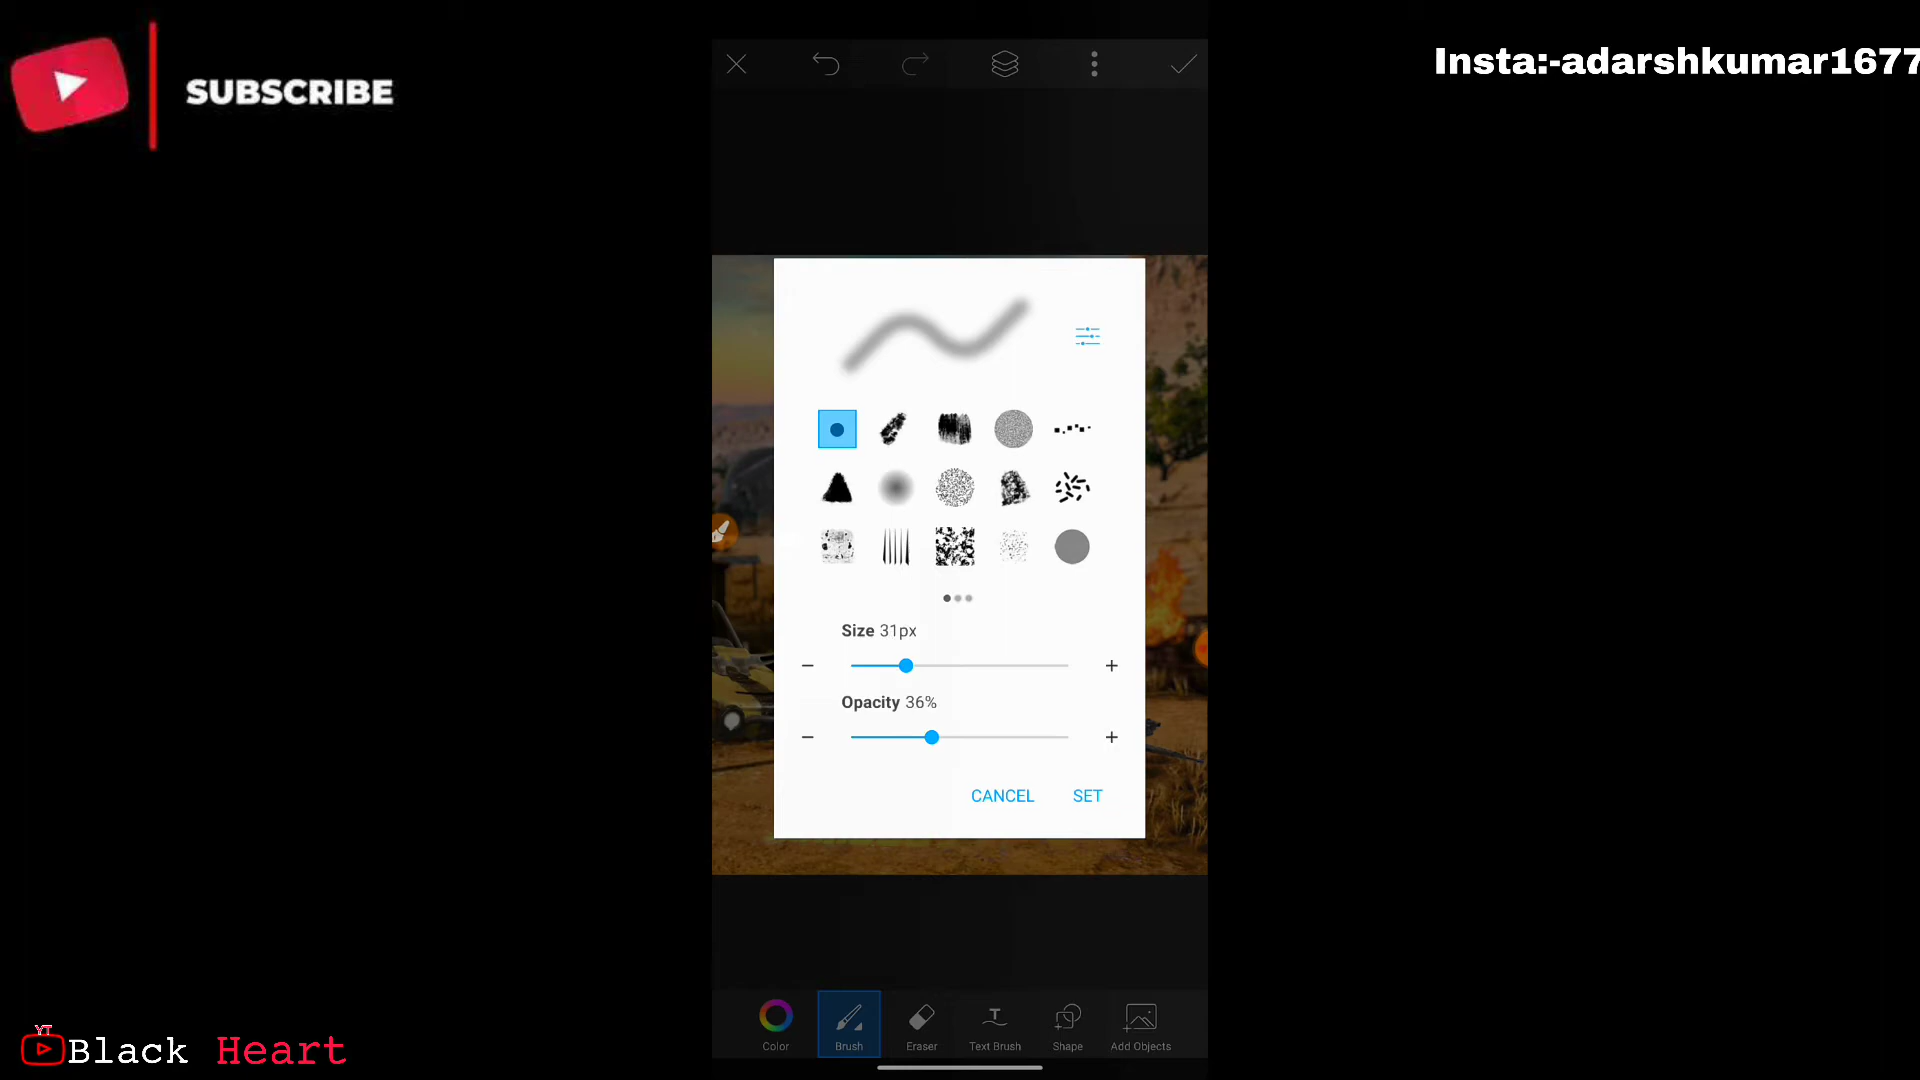 SUBSCRIBE
Insta:-adarshkumar1677
Size 31px
Opacity 36%
CANCEL SET
Color Brush Eraser Text Brush Shape Add Objects
YT
Black Heart